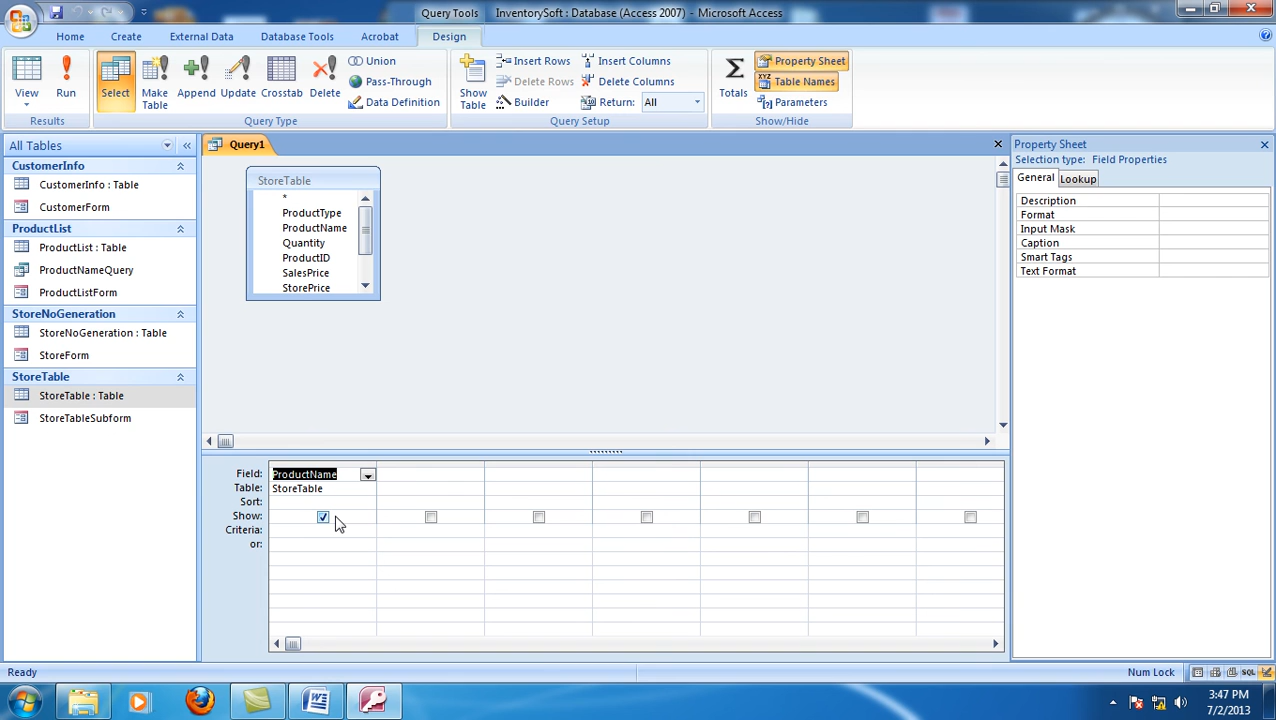 Query Tools InventorySoft : Database (Access 2007) - Microsoft Access
Home Create External Data Database Tools Acrobat Design
View Run Select Make Table Append Update Crosstab Delete
Union
Pass-Through
Data Definition
Show Table
Insert Rows
Delete Rows
Builder
Insert Columns
Delete Columns
Return: All
Totals
Property Sheet
Table Names
Parameters
Results Query Type Query Setup Show/Hide
All Tables
CustomerInfo
CustomerInfo : Table
CustomerForm
ProductList
ProductList : Table
ProductNameQuery
ProductListForm
StoreNoGeneration
StoreNoGeneration : Table
StoreForm
StoreTable
StoreTable : Table
StoreTableSubform
Query1
StoreTable
*
ProductType
ProductName
Quantity
ProductID
SalesPrice
StorePrice
Field: ProductName
Table: StoreTable
Sort:
Show:
Criteria:
or:
Property Sheet
Selection type: Field Properties
General Lookup
Description
Format
Input Mask
Caption
Smart Tags
Text Format
Ready Num Lock SQL
3:47 PM
7/2/2013